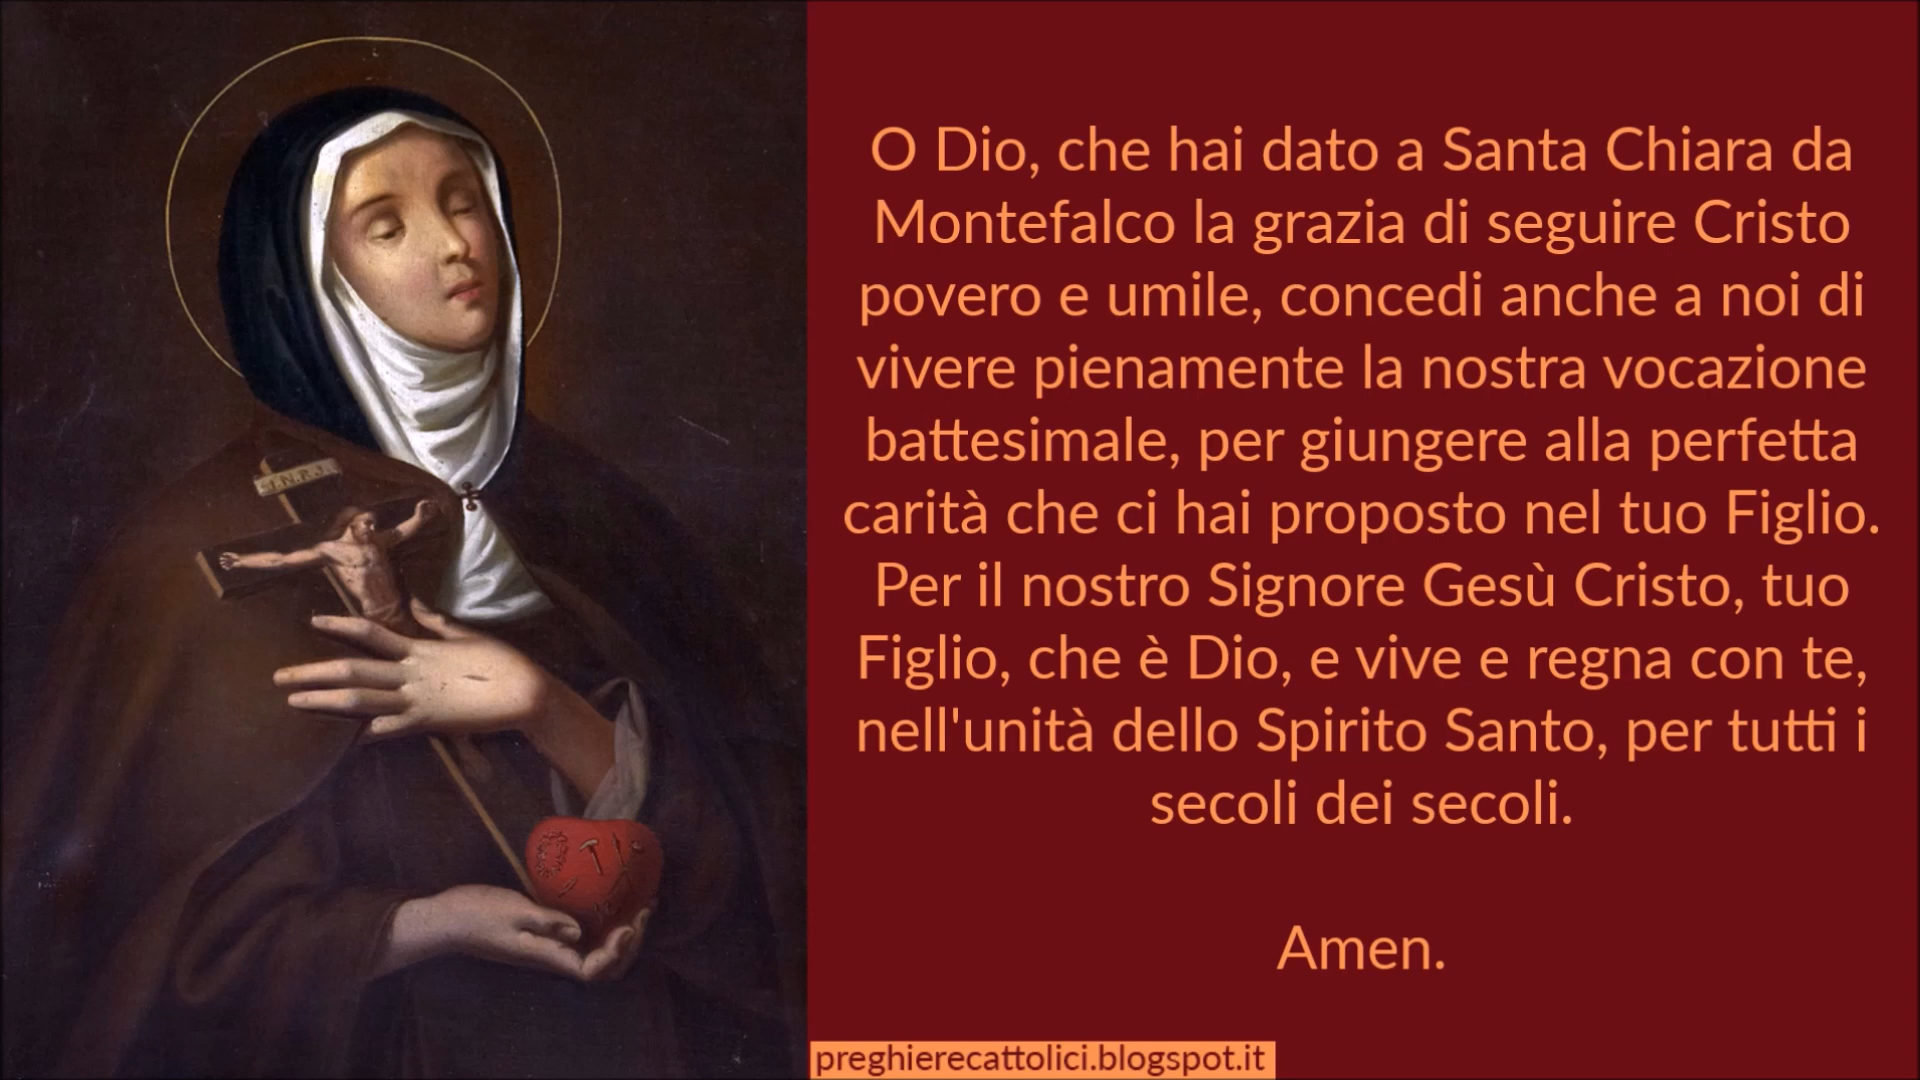 I.N.R.I.
O Dio, che hai dato a Santa Chiara da
Montefalco la grazia di seguire Cristo
povero e umile, concedi anche a noi di
vivere pienamente la nostra vocazione
battesimale, per giungere alla perfetta
carità che ci hai proposto nel tuo Figlio.
Per il nostro Signore Gesù Cristo, tuo
Figlio, che è Dio, e vive e regna con te,
nell'unità dello Spirito Santo, per tutti i
secoli dei secoli.
Amen.
preghierecattolici.blogspot.it